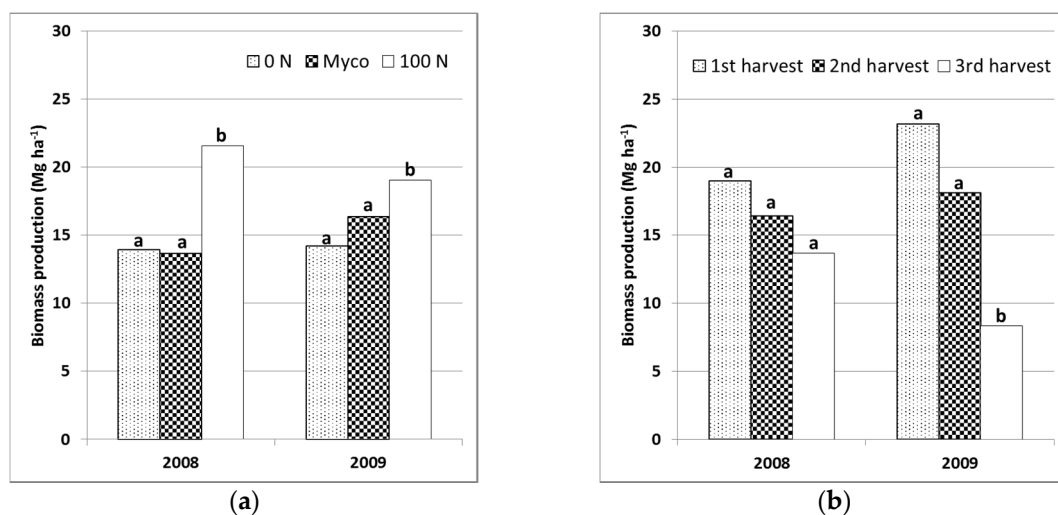 30
25
20
15
10
5
0
Biomass production (Mg ha⁻¹)
0 N Myco 100 N
a a b
a a b
2008 2009
(a)
30
25
20
15
10
5
0
Biomass production (Mg ha⁻¹)
1st harvest 2nd harvest 3rd harvest
a a a
a a b
2008 2009
(b)